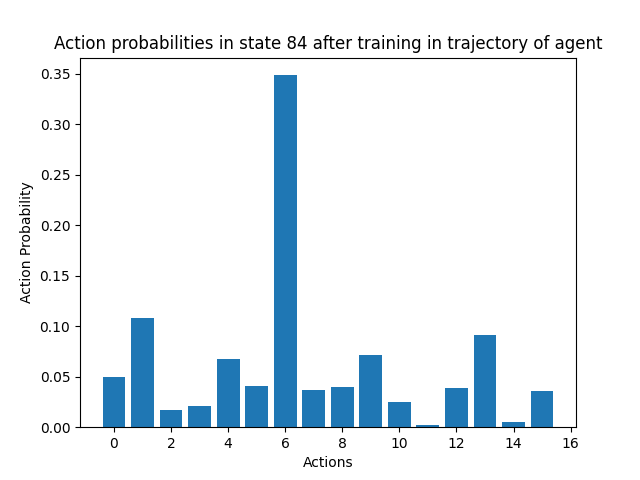 Action probabilities in state 84 after training in trajectory of agent
0.35
0.30
0.25
0.20
0.15
0.10
0.05
0.00
Action Probability
0 2 4 6 8 10 12 14 16
Actions